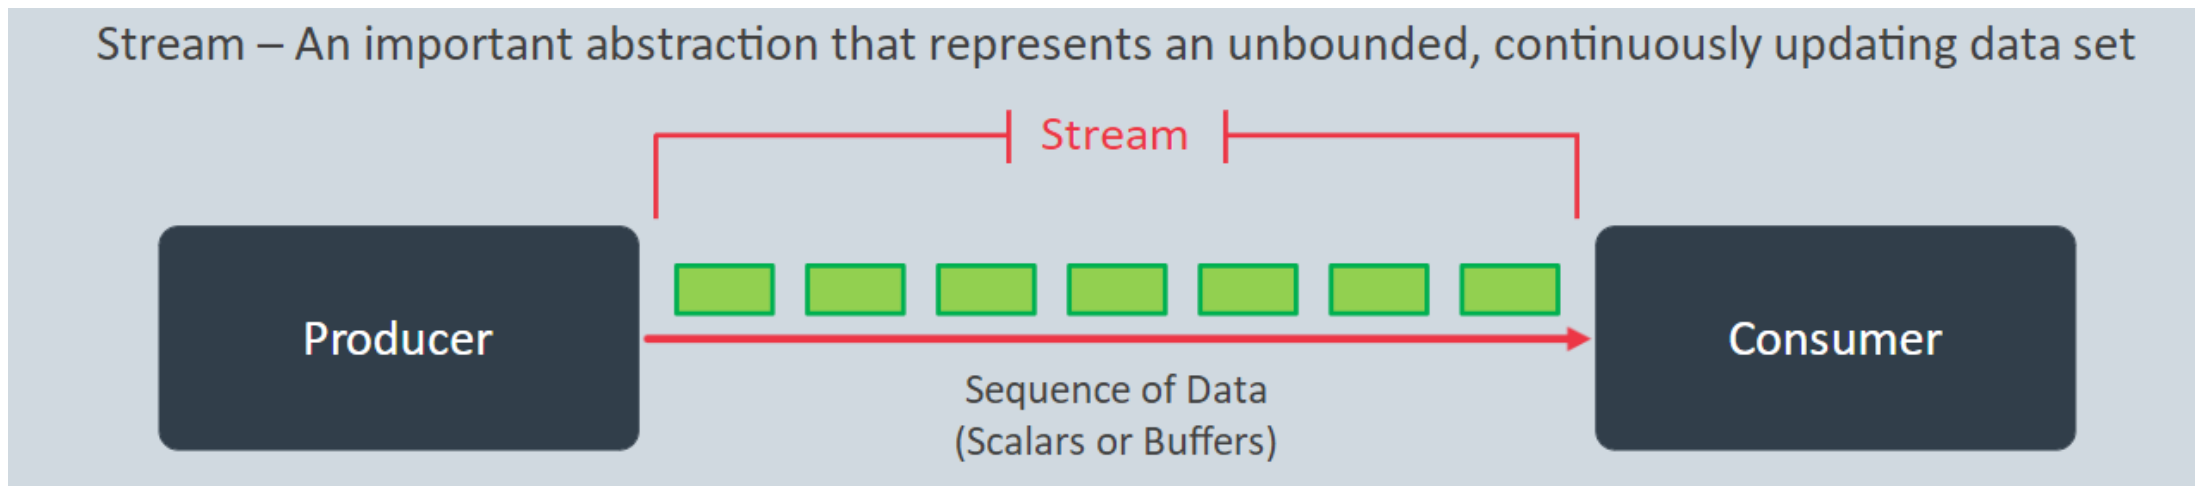 Stream – An important abstraction that represents an unbounded, continuously updating data set
Stream
Producer
Consumer
Sequence of Data
(Scalars or Buffers)